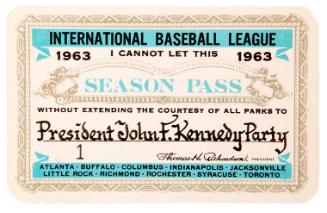 INTERNATIONAL BASEBALL LEAGUE
1963 I CANNOT LET THIS 1963
SEASON PASS
WITHOUT EXTENDING THE COURTESY OF ALL PARKS TO
President John F. Kennedy Party
1
Thomas H. Richardson PRESIDENT
ATLANTA · BUFFALO · COLUMBUS · INDIANAPOLIS · JACKSONVILLE
LITTLE ROCK · RICHMOND · ROCHESTER · SYRACUSE · TORONTO